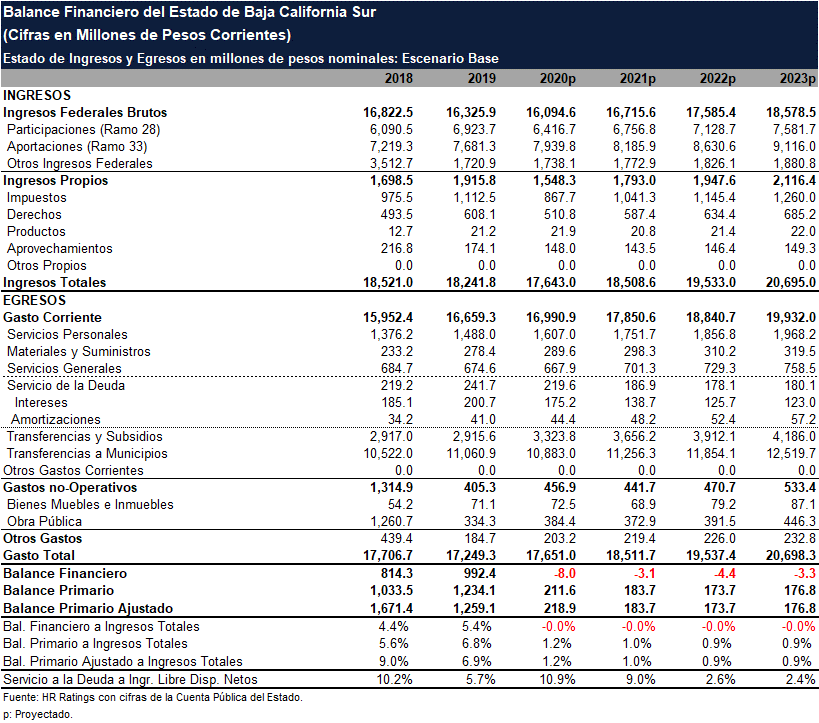 Balance Financiero del Estado de Baja California Sur
(Cifras en Millones de Pesos Corrientes)
Estado de Ingresos y Egresos en millones de pesos nominales: Escenario Base
2018 2019 2020p 2021p 2022p 2023p
INGRESOS
Ingresos Federales Brutos 16,822.5 16,325.9 16,094.6 16,715.6 17,585.4 18,578.5
Participaciones (Ramo 28) 6,090.5 6,923.7 6,416.7 6,756.8 7,128.7 7,581.7
Aportaciones (Ramo 33) 7,219.3 7,681.3 7,939.8 8,185.9 8,630.6 9,116.0
Otros Ingresos Federales 3,512.7 1,720.9 1,738.1 1,772.9 1,826.1 1,880.8
Ingresos Propios 1,698.5 1,915.8 1,548.3 1,793.0 1,947.6 2,116.4
Impuestos 975.5 1,112.5 867.7 1,041.3 1,145.4 1,260.0
Derechos 493.5 608.1 510.8 587.4 634.4 685.2
Productos 12.7 21.2 21.9 20.8 21.4 22.0
Aprovechamientos 216.8 174.1 148.0 143.5 146.4 149.3
Otros Propios 0.0 0.0 0.0 0.0 0.0 0.0
Ingresos Totales 18,521.0 18,241.8 17,643.0 18,508.6 19,533.0 20,695.0
EGRESOS
Gasto Corriente 15,952.4 16,659.3 16,990.9 17,850.6 18,840.7 19,932.0
Servicios Personales 1,376.2 1,488.0 1,607.0 1,751.7 1,856.8 1,968.2
Materiales y Suministros 233.2 278.4 289.6 298.3 310.2 319.5
Servicios Generales 684.7 674.6 667.9 701.3 729.3 758.5
Servicio de la Deuda 219.2 241.7 219.6 186.9 178.1 180.1
Intereses 185.1 200.7 175.2 138.7 125.7 123.0
Amortizaciones 34.2 41.0 44.4 48.2 52.4 57.2
Transferencias y Subsidios 2,917.0 2,915.6 3,323.8 3,656.2 3,912.1 4,186.0
Transferencias a Municipios 10,522.0 11,060.9 10,883.0 11,256.3 11,854.1 12,519.7
Otros Gastos Corrientes 0.0 0.0 0.0 0.0 0.0 0.0
Gastos no-Operativos 1,314.9 405.3 456.9 441.7 470.7 533.4
Bienes Muebles e Inmuebles 54.2 71.1 72.5 68.9 79.2 87.1
Obra Pública 1,260.7 334.3 384.4 372.9 391.5 446.3
Otros Gastos 439.4 184.7 203.2 219.4 226.0 232.8
Gasto Total 17,706.7 17,249.3 17,651.0 18,511.7 19,537.4 20,698.3
Balance Financiero 814.3 992.4 -8.0 -3.1 -4.4 -3.3
Balance Primario 1,033.5 1,234.1 211.6 183.7 173.7 176.8
Balance Primario Ajustado 1,671.4 1,259.1 218.9 183.7 173.7 176.8
Bal. Financiero a Ingresos Totales 4.4% 5.4% -0.0% -0.0% -0.0% -0.0%
Bal. Primario a Ingresos Totales 5.6% 6.8% 1.2% 1.0% 0.9% 0.9%
Bal. Primario Ajustado a Ingresos Totales 9.0% 6.9% 1.2% 1.0% 0.9% 0.9%
Servicio a la Deuda a Ingr. Libre Disp. Netos 10.2% 5.7% 10.9% 9.0% 2.6% 2.4%
Fuente: HR Ratings con cifras de la Cuenta Pública del Estado.
p: Proyectado.